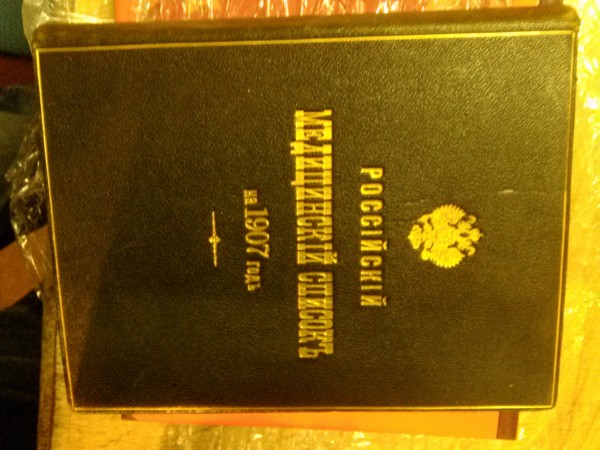 РОССІЙСКІЙ
МЕДИЦИНСКІЙ СПИСОКЪ
НА 1907 ГОДЪ